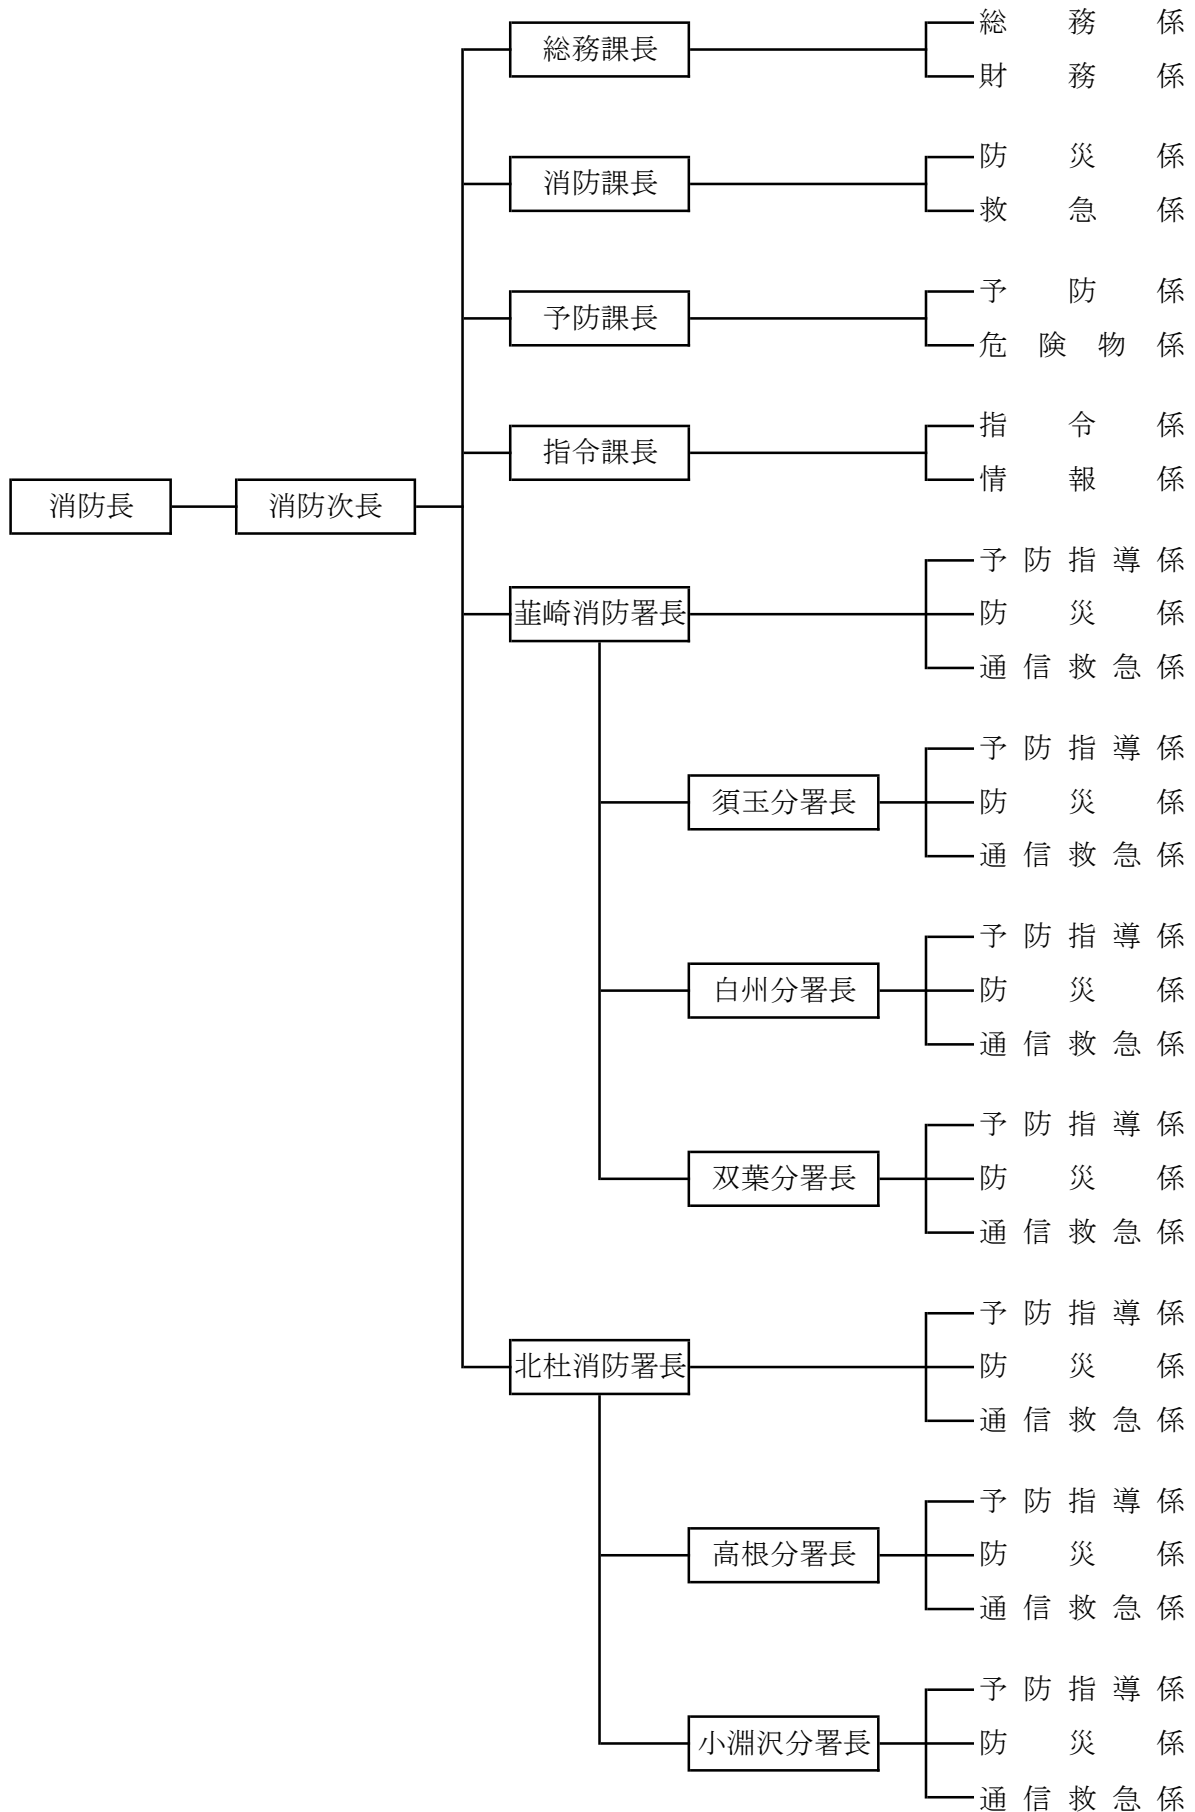 総務課長
総務係
財務係
消防課長
防災係
救急係
予防課長
予防係
危険物係
指令課長
指令係
情報係
消防長
消防次長
韮崎消防署長
予防指導係
防災係
通信救急係
須玉分署長
予防指導係
防災係
通信救急係
白州分署長
予防指導係
防災係
通信救急係
双葉分署長
予防指導係
防災係
通信救急係
北杜消防署長
予防指導係
防災係
通信救急係
高根分署長
予防指導係
防災係
通信救急係
小淵沢分署長
予防指導係
防災係
通信救急係